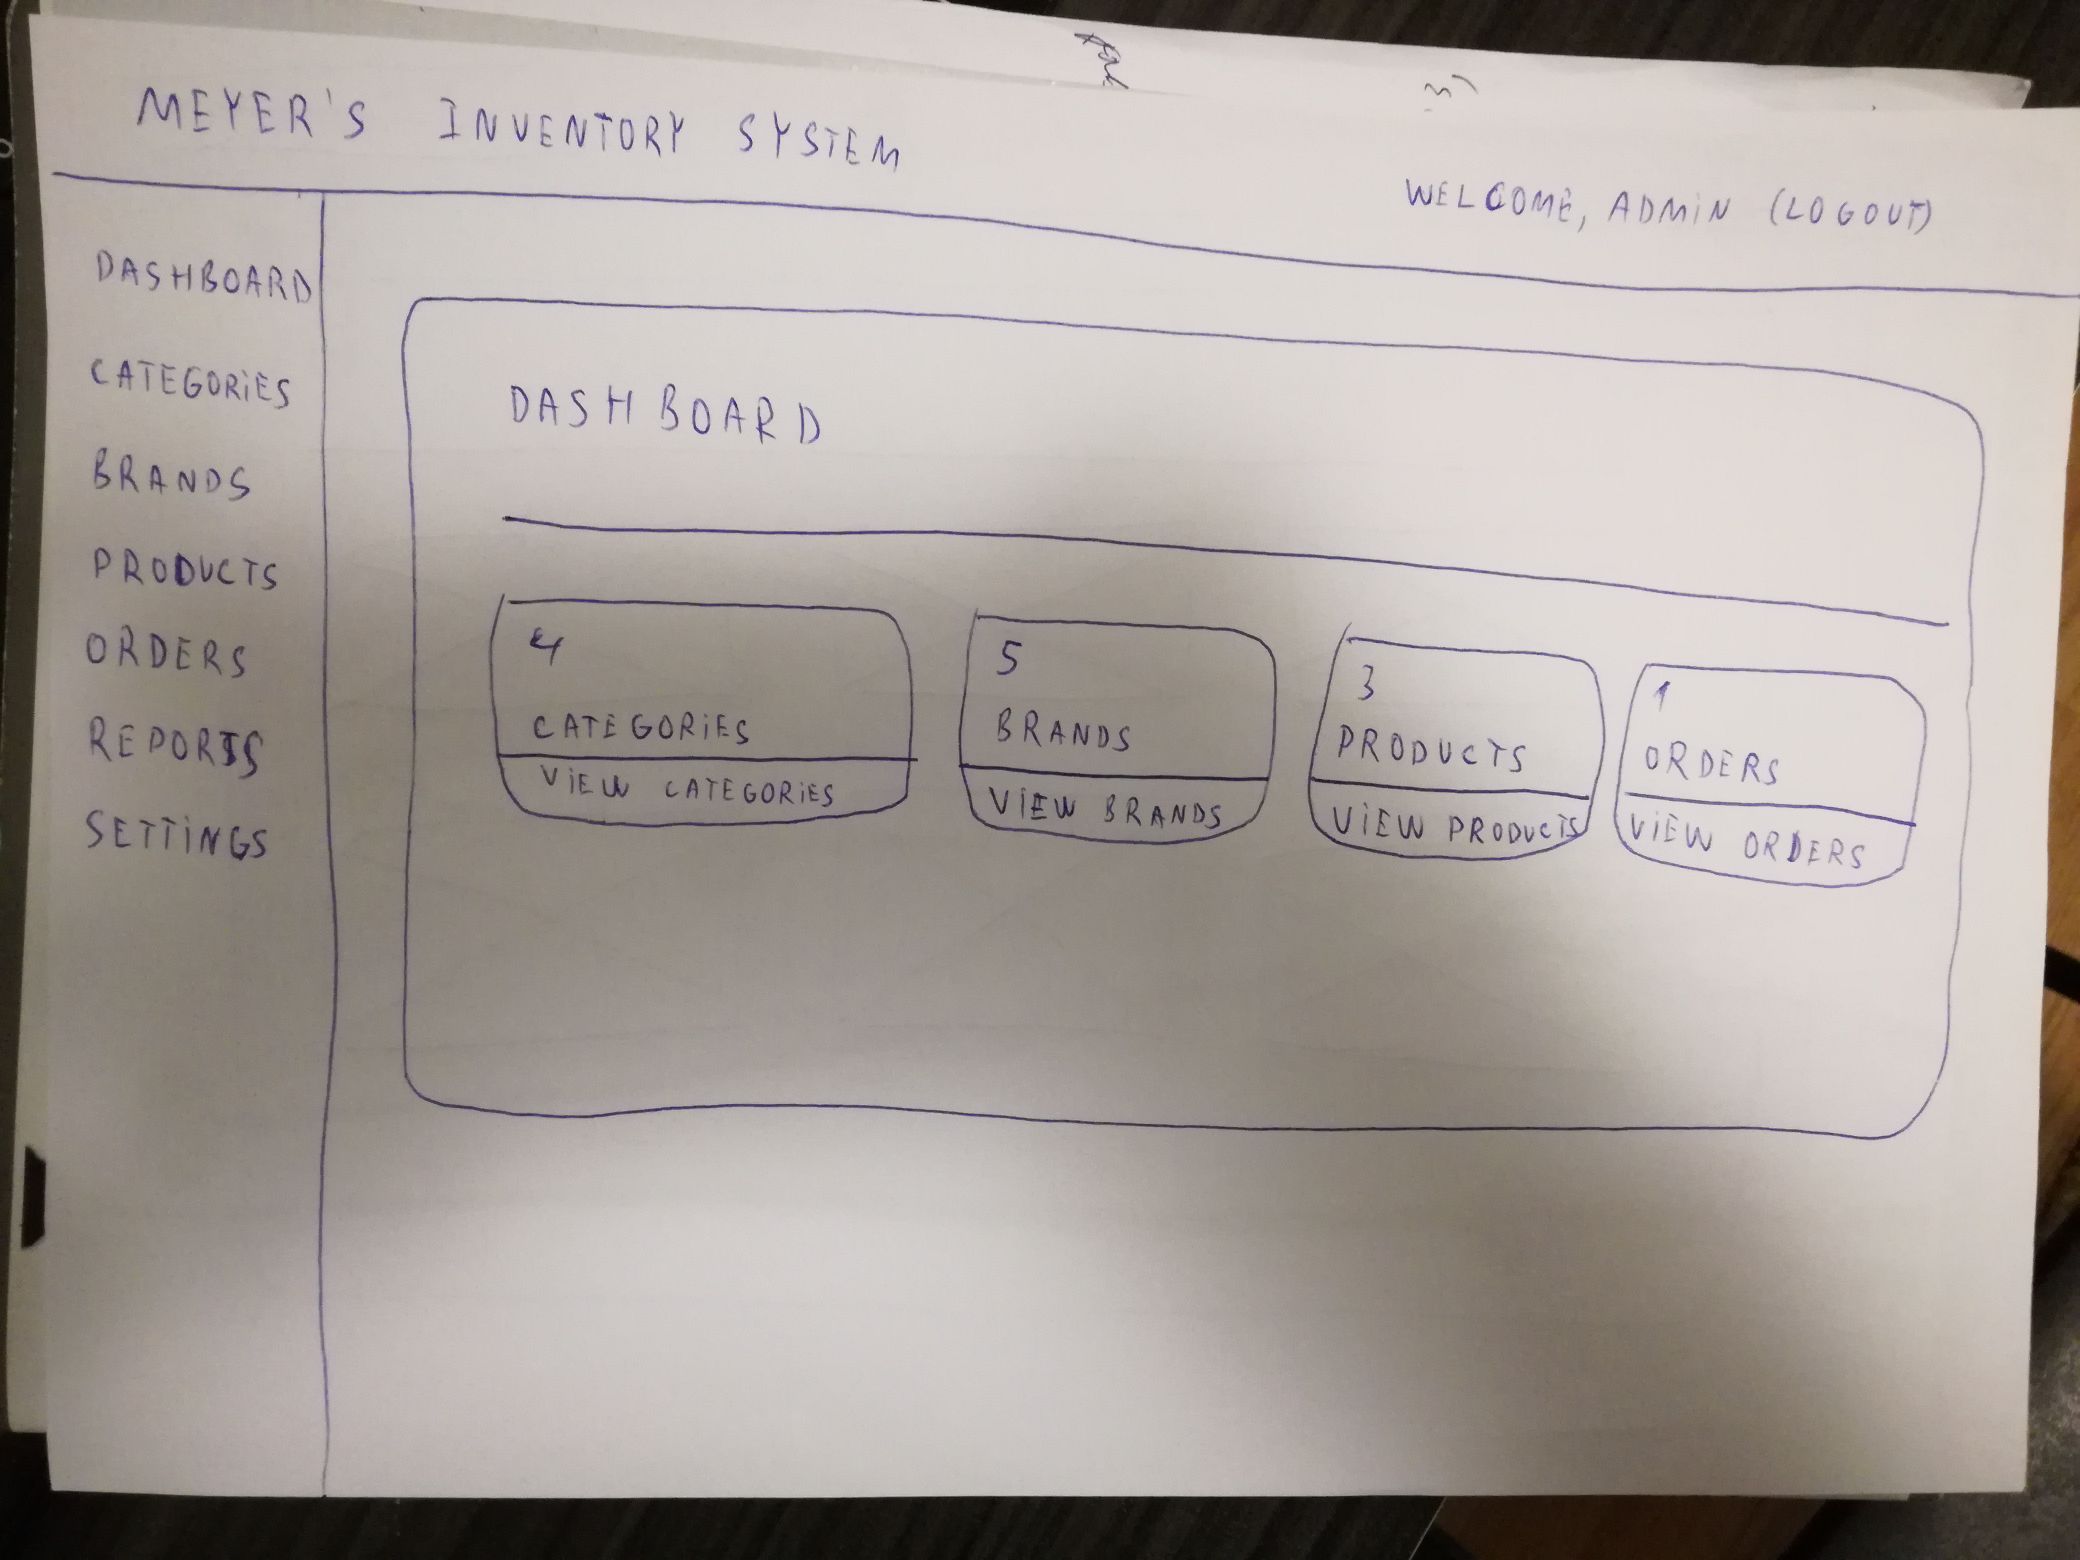 MEYER'S INVENTORY SYSTEM
WELCOME, ADMIN (LOGOUT)
DASHBOARD
CATEGORIES
BRANDS
PRODUCTS
ORDERS
REPORTS
SETTINGS
DASHBOARD
4
CATEGORIES
VIEW CATEGORIES
5
BRANDS
VIEW BRANDS
3
PRODUCTS
VIEW PRODUCTS
1
ORDERS
VIEW ORDERS